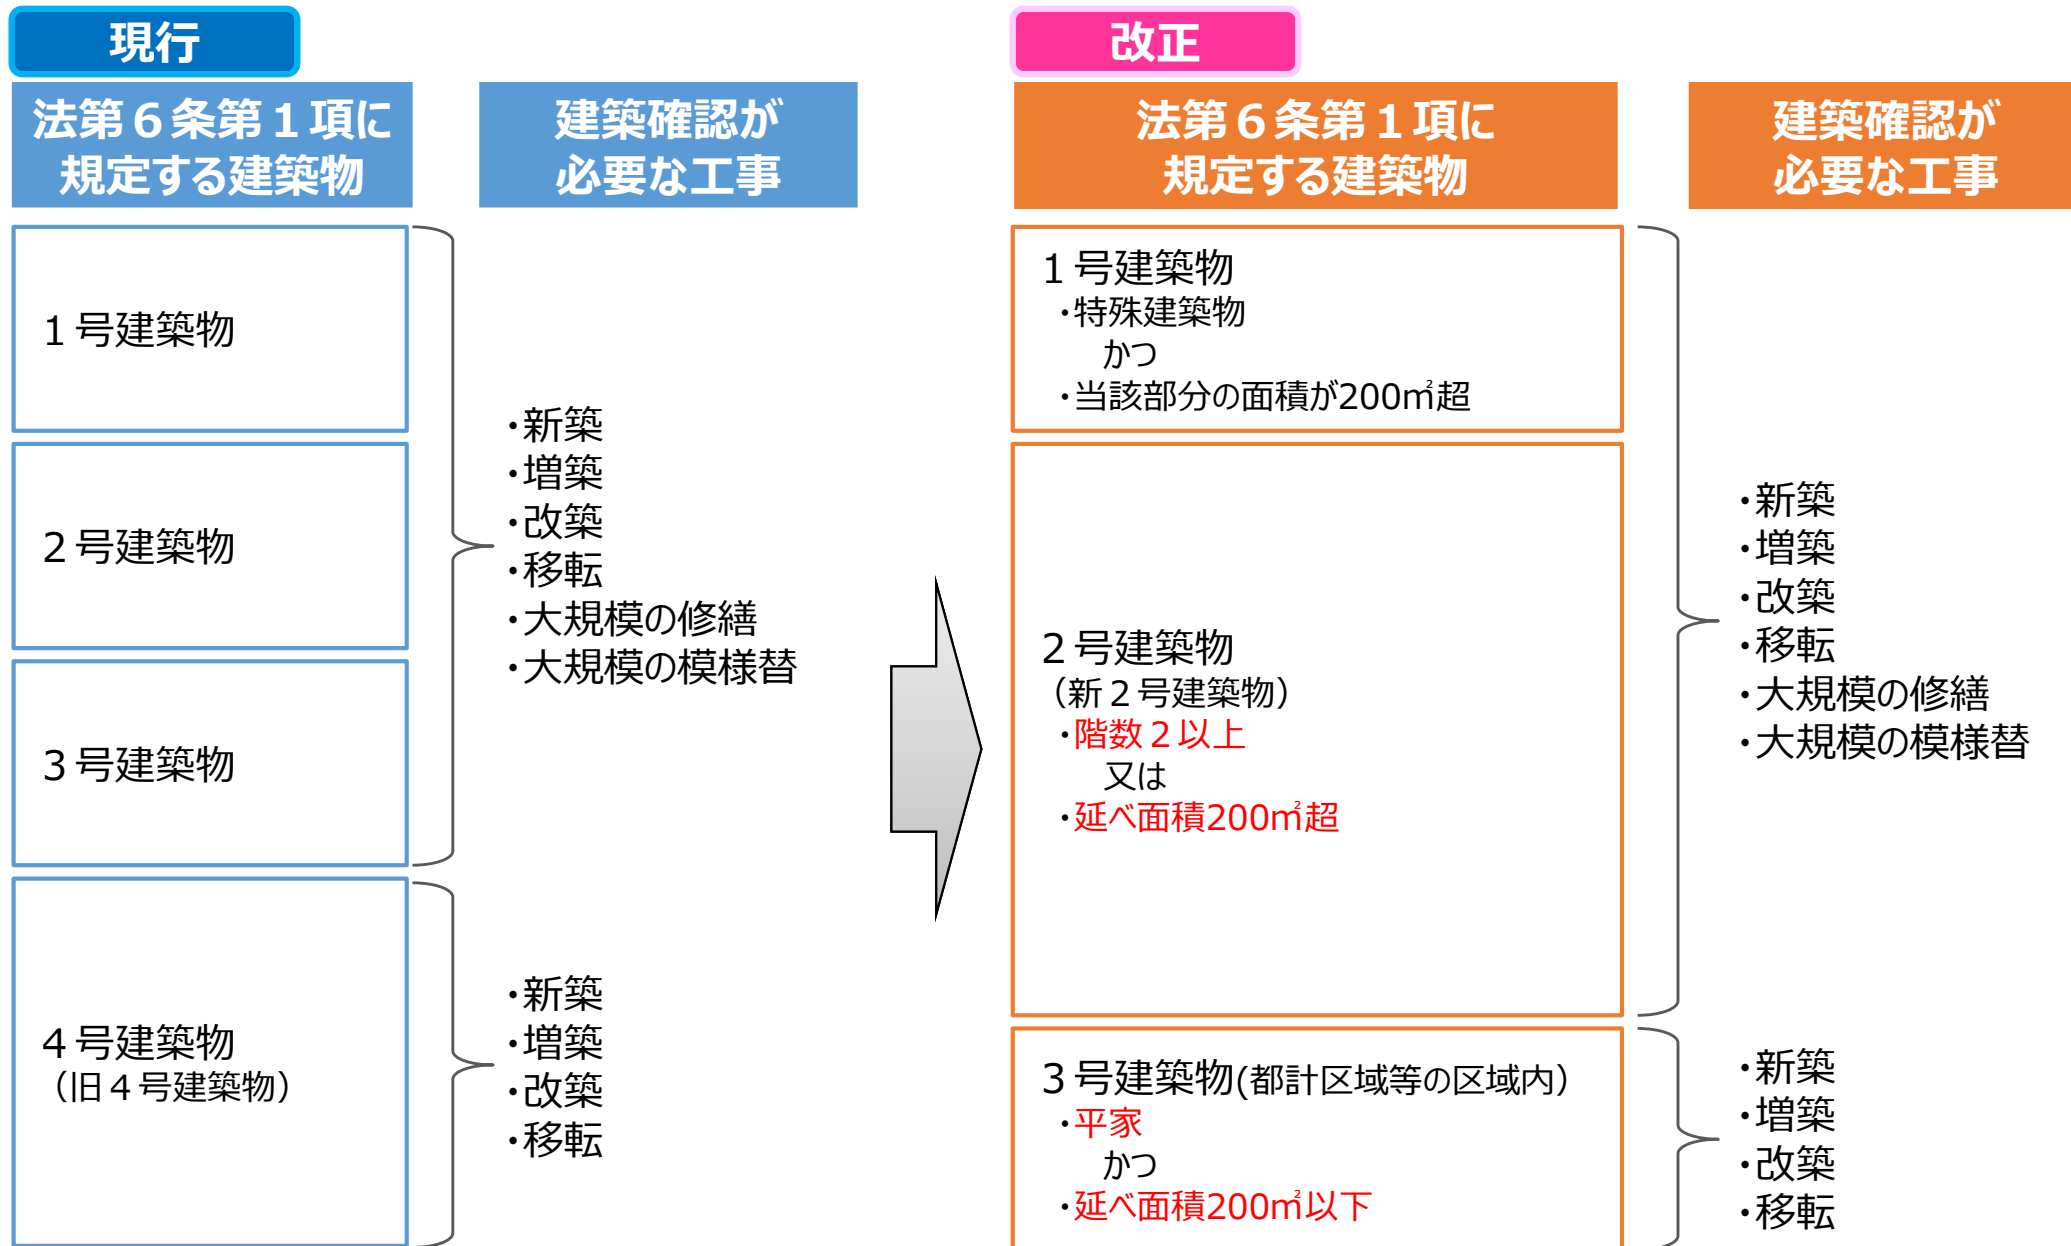 現行
法第６条第１項に
規定する建築物
建築確認が
必要な工事
１号建築物
２号建築物
３号建築物
・新築
・増築
・改築
・移転
・大規模の修繕
・大規模の模様替
４号建築物
（旧４号建築物）
・新築
・増築
・改築
・移転
改正
法第６条第１項に
規定する建築物
建築確認が
必要な工事
１号建築物
・特殊建築物
かつ
・当該部分の面積が200㎡超
２号建築物
（新２号建築物）
・階数２以上
又は
・延べ面積200㎡超
・新築
・増築
・改築
・移転
・大規模の修繕
・大規模の模様替
３号建築物(都計区域等の区域内）
・平家
かつ
・延べ面積200㎡以下
・新築
・増築
・改築
・移転